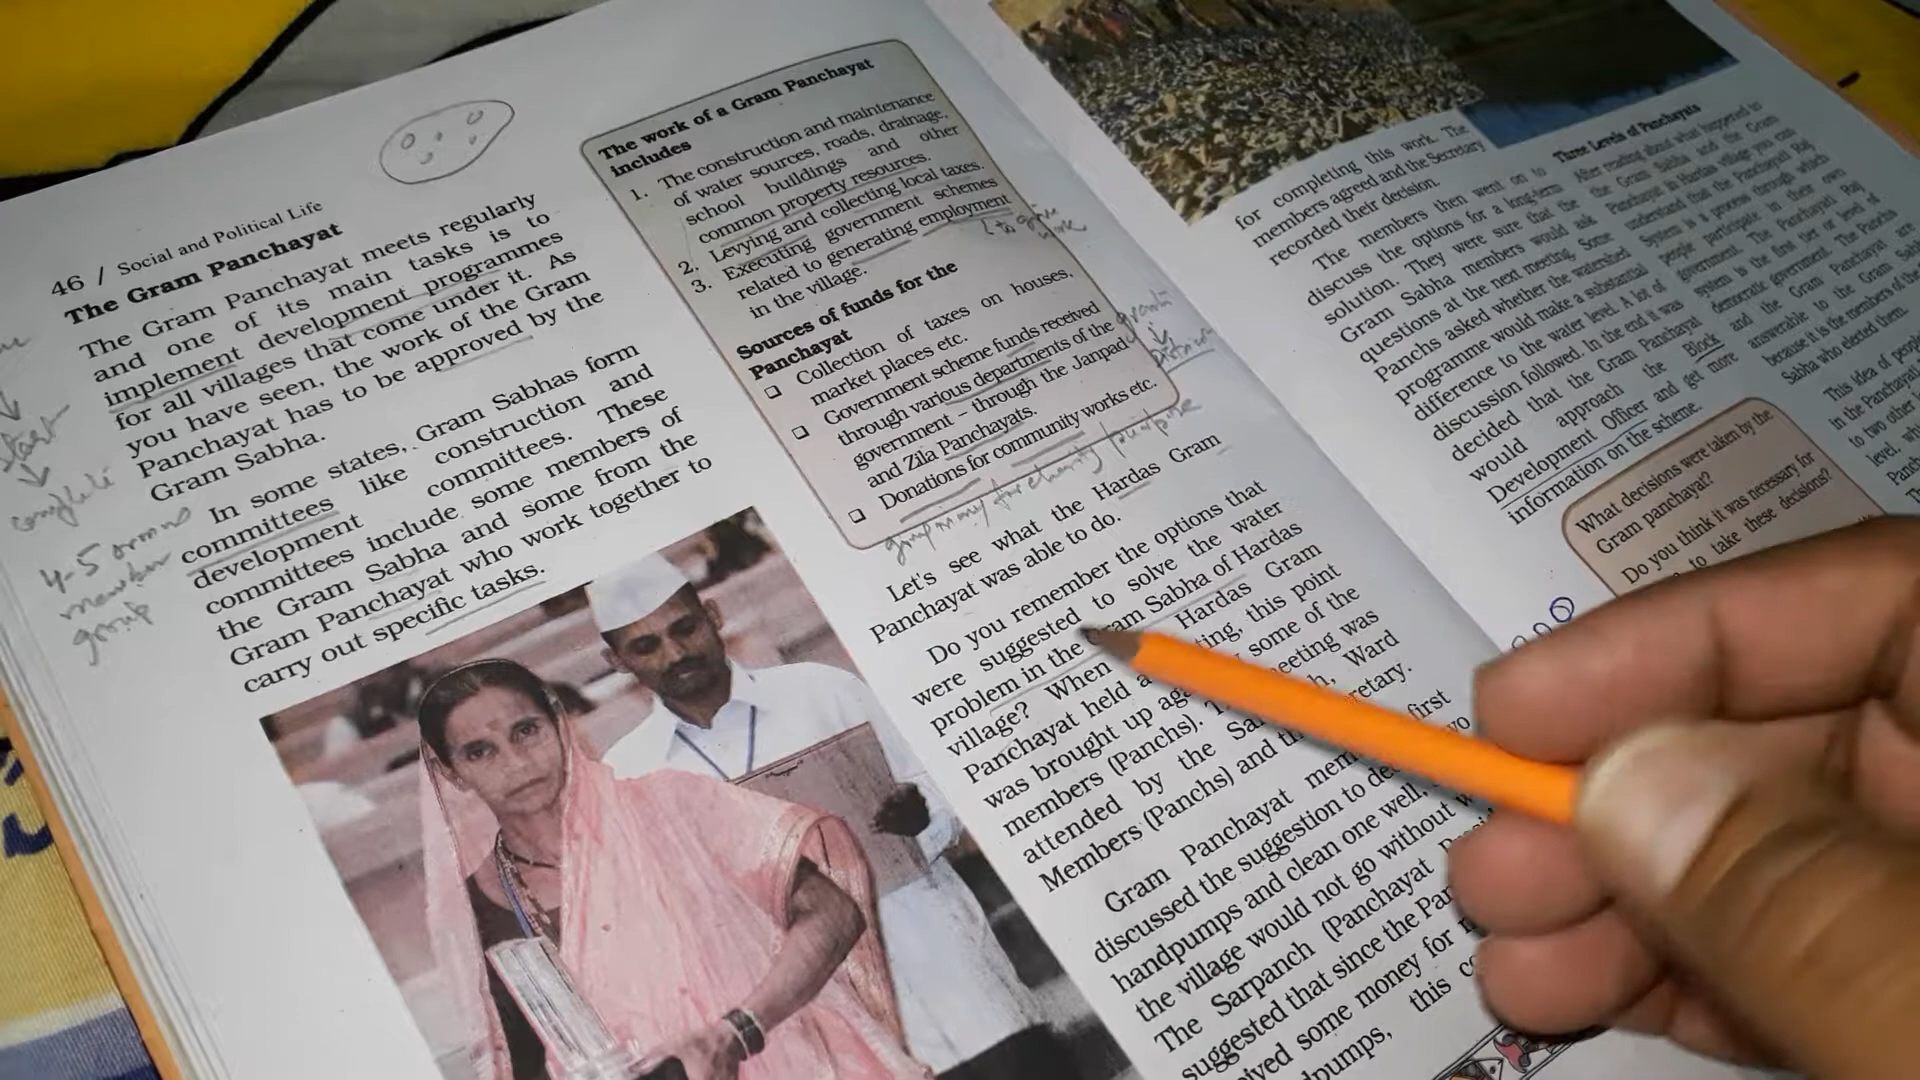 46 / Social and Political Life
The Gram Panchayat
The Gram Panchayat meets regularly
and one of its main tasks is to
implement development programmes
for all villages that come under it. As
you have seen, the work of the Gram
Panchayat has to be approved by the
Gram Sabha.
In some states, Gram Sabhas form
committees like construction and
development committees. These
committees include some members of
the Gram Sabha and some from the
Gram Panchayat who work together to
carry out specific tasks.
start
4-5
member
group
The work of a Gram Panchayat
includes
1. The construction and maintenance
of water sources, roads, drainage,
school buildings and other
common property resources.
2. Levying and collecting local taxes.
3. Executing government schemes
related to generating employment
in the village.
Sources of funds for the
Panchayat
Collection of taxes on houses,
market places etc.
Government scheme funds received
through various departments of the
government – through the Janpad
and Zila Panchayats.
Donations for community works etc.
Let's see what the Hardas Gram
Panchayat was able to do.
Do you remember the options that
were suggested to solve the water
problem in the Gram Sabha of Hardas
village? When Hardas Gram
Panchayat held a ting, this point
was brought up aga some of the
members (Panchs). eeting was
attended by the Sar Ward
Members (Panchs) and th retary.
Gram Panchayat mem first
discussed the suggestion to de two
handpumps and clean one well,
the village would not go without w
The Sarpanch (Panchayat
suggested that since the Pan
ived some money for
dpumps, this
for completing this work. The
members agreed and the Secretary
recorded their decision.
The members then went on to
discuss the options for a long-term
solution. They were sure that the
Gram Sabha members would ask
questions at the next meeting. Some
Panchs asked whether the watershed
programme would make a substantial
difference to the water level. A lot of
discussion followed. In the end it was
decided that the Gram Panchayat
would approach the Block
Development Officer and get more
information on the scheme.
What decisions were taken by the
Gram panchayat?
Do you think it was necessary for
to take these decisions?
Three Levels of Panchayats
After reading about what happened in
the Gram Sabha and the Gram
Panchayat in Hardas village you can
understand that the Panchayati Raj
System is a process through which
people participate in their own
government. The Panchayati Raj
system is the first tier or level of
democratic government. The Panchs
and the Gram Panchayat are
answerable to the Gram Sabha
because it is the members of the
Gram Sabha who elected them.
This idea of people
in the Panchayati
to two other
level, whi